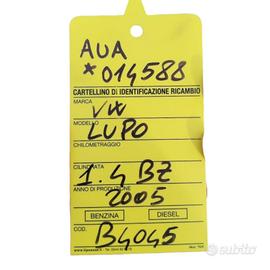 AUA
*014588
CARTELLINO DI IDENTIFICAZIONE RICAMBIO
MARCA
VW
MODELLO
LUPO
CHILOMETRAGGIO
CILINDRATA
1.4 BZ
ANNO DI PRODUZIONE
2005
BENZINA
DIESEL
COD.
B4045
subito